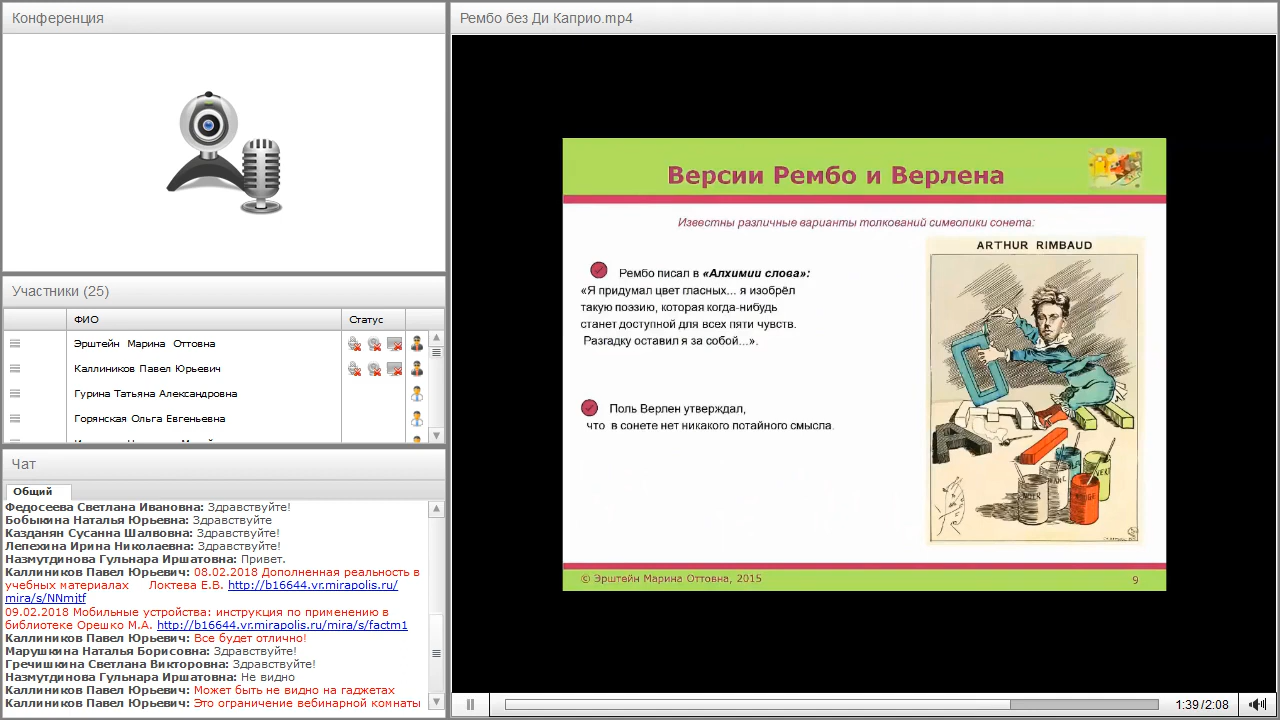 Конференция
Участники (25)
ФИО
Статус
Эрштейн Марина Оттовна
Каллиников Павел Юрьевич
Гурина Татьяна Александровна
Горянская Ольга Евгеньевна
Чат
Общий
Федосеева Светлана Ивановна: Здравствуйте!
Бобыкина Наталья Юрьевна: Здравствуйте
Казданян Сусанна Шалвовна: Здравствуйте!
Лепехина Ирина Николаевна: Здравствуйте!
Назмутдинова Гульнара Иршатовна: Привет.
Каллиников Павел Юрьевич: 08.02.2018 Дополненная реальность в
учебных материалах Локтева Е.В. http://b16644.vr.mirapolis.ru/
mira/s/NNmjtf
09.02.2018 Мобильные устройства: инструкция по применению в
библиотеке Орешко М.А. http://b16644.vr.mirapolis.ru/mira/s/factm1
Каллиников Павел Юрьевич: Все будет отлично!
Марушкина Наталья Борисовна: Здравствуйте!
Гречишкина Светлана Викторовна: Здравствуйте!
Назмутдинова Гульнара Иршатовна: Не видно
Каллиников Павел Юрьевич: Может быть не видно на гаджетах
Каллиников Павел Юрьевич: Это ограничение вебинарной комнаты
Рембо без Ди Каприо.mp4
Версии Рембо и Верлена
Известны различные варианты толкований символики сонета:
Рембо писал в «Алхимии слова»:
«Я придумал цвет гласных... я изобрёл
такую поэзию, которая когда-нибудь
станет доступной для всех пяти чувств.
Разгадку оставил я за собой...».
Поль Верлен утверждал,
что в сонете нет никакого потайного смысла.
ARTHUR RIMBAUD
A
© Эрштейн Марина Оттовна, 2015
9
1:39/2:08